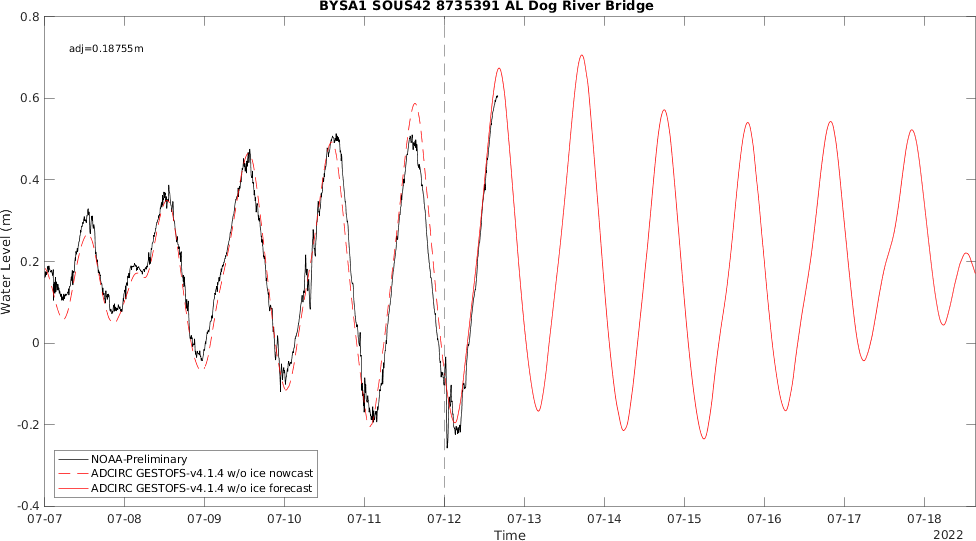 BYSA1 SOUS42 8735391 AL Dog River Bridge
0.8
adj=0.18755m
0.6
0.4
0.2
0
-0.2
-0.4
Water Level (m)
NOAA-Preliminary
ADCIRC GESTOFS-v4.1.4 w/o ice nowcast
ADCIRC GESTOFS-v4.1.4 w/o ice forecast
07-07 07-08 07-09 07-10 07-11 07-12 07-13 07-14 07-15 07-16 07-17 07-18
Time
2022